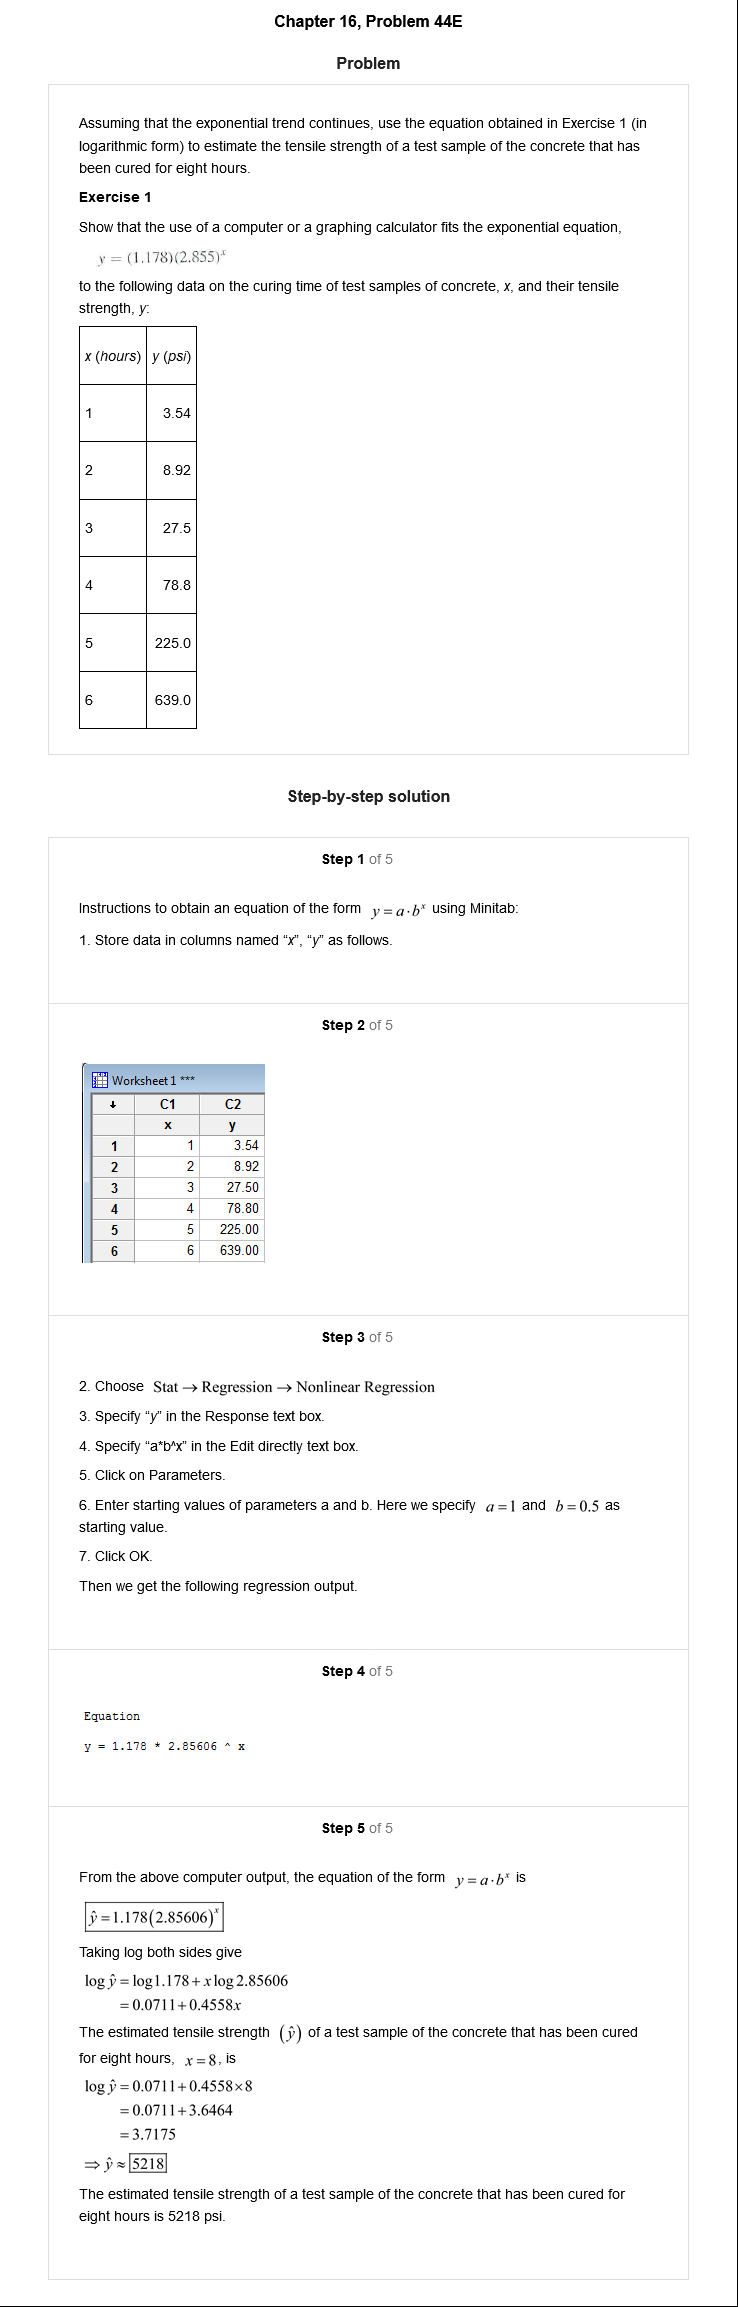 Chapter 16, Problem 44E
Problem
Assuming that the exponential trend continues, use the equation obtained in Exercise 1 (in
logarithmic form) to estimate the tensile strength of a test sample of the concrete that has
been cured for eight hours.
Exercise 1
Show that the use of a computer or a graphing calculator fits the exponential equation,
y = (1.178)(2.855)^x
to the following data on the curing time of test samples of concrete, x, and their tensile
strength, y:
x (hours) y (psi)
1 3.54
2 8.92
3 27.5
4 78.8
5 225.0
6 639.0
Step-by-step solution
Step 1 of 5
Instructions to obtain an equation of the form y = a·b^x using Minitab:
1. Store data in columns named “x”, “y” as follows.
Step 2 of 5
Worksheet 1 ***
↓ C1 C2
x y
1 1 3.54
2 2 8.92
3 3 27.50
4 4 78.80
5 5 225.00
6 6 639.00
Step 3 of 5
2. Choose Stat → Regression → Nonlinear Regression
3. Specify “y” in the Response text box.
4. Specify “a*b^x” in the Edit directly text box.
5. Click on Parameters.
6. Enter starting values of parameters a and b. Here we specify a = 1 and b = 0.5 as
starting value.
7. Click OK.
Then we get the following regression output.
Step 4 of 5
Equation
y = 1.178 * 2.85606 ^ x
Step 5 of 5
From the above computer output, the equation of the form y = a·b^x is
ŷ = 1.178(2.85606)^x
Taking log both sides give
log ŷ = log1.178 + x log 2.85606
= 0.0711 + 0.4558x
The estimated tensile strength (ŷ) of a test sample of the concrete that has been cured
for eight hours, x = 8, is
log ŷ = 0.0711 + 0.4558×8
= 0.0711 + 3.6464
= 3.7175
⇒ ŷ ≈ 5218
The estimated tensile strength of a test sample of the concrete that has been cured for
eight hours is 5218 psi.